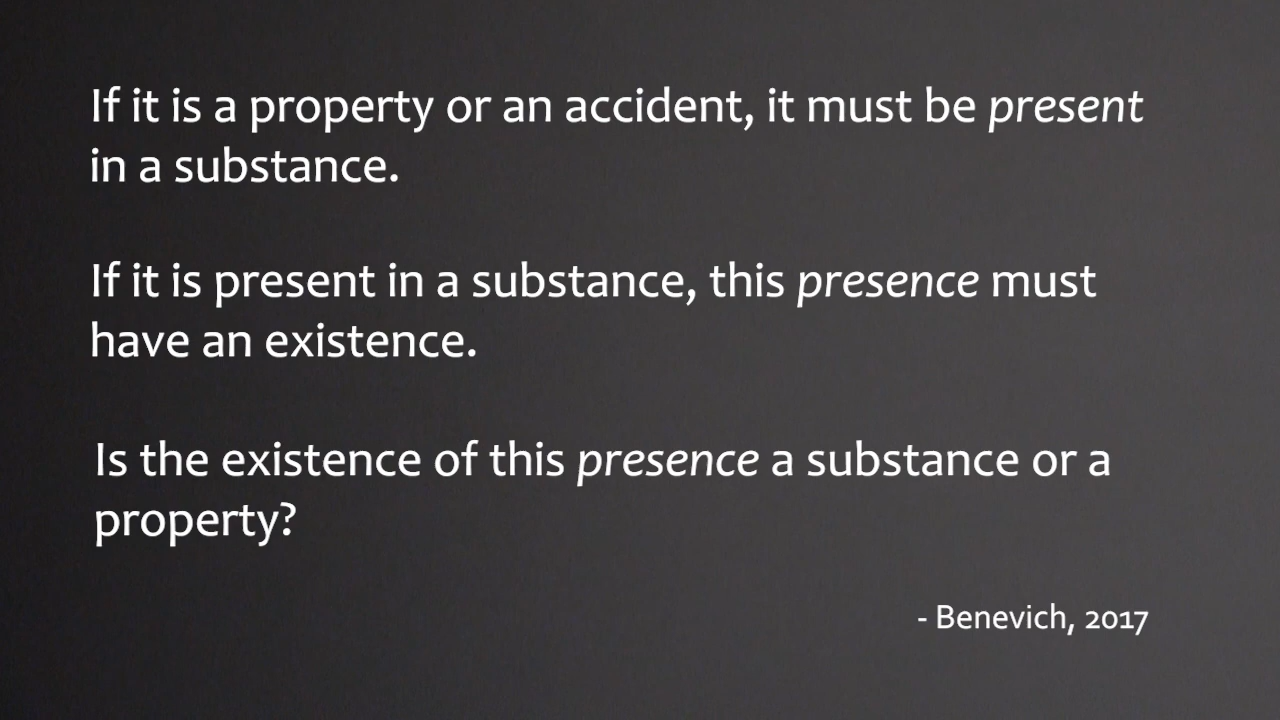 If it is a property or an accident, it must be present
in a substance.
If it is present in a substance, this presence must
have an existence.
Is the existence of this presence a substance or a
property?
- Benevich, 2017